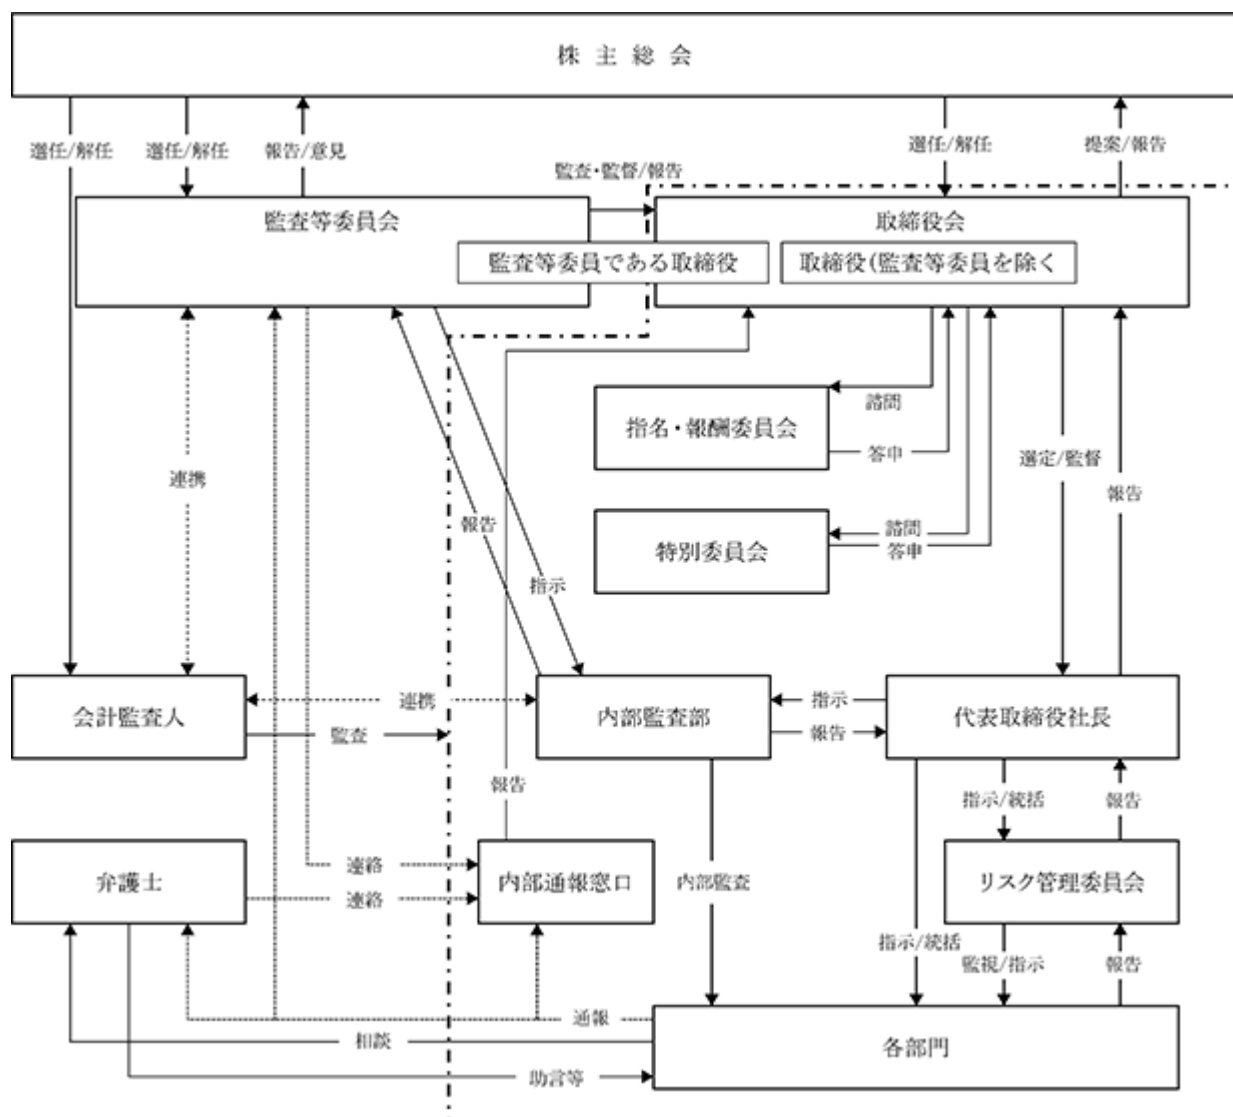 株主総会
選任/解任
選任/解任
報告/意見
選任/解任
提案/報告
監査・監督/報告
監査等委員会
取締役会
監査等委員である取締役
取締役(監査等委員を除く
諮問
指名・報酬委員会
答申
選定/監督
連携
報告
報告
諮問
特別委員会
答申
指示
会計監査人
連携
監査
内部監査部
指示
報告
代表取締役社長
報告
指示/統括
報告
弁護士
連絡
連絡
内部通報窓口
内部監査
リスク管理委員会
指示/統括
監視/指示
報告
通報
相談
各部門
助言等